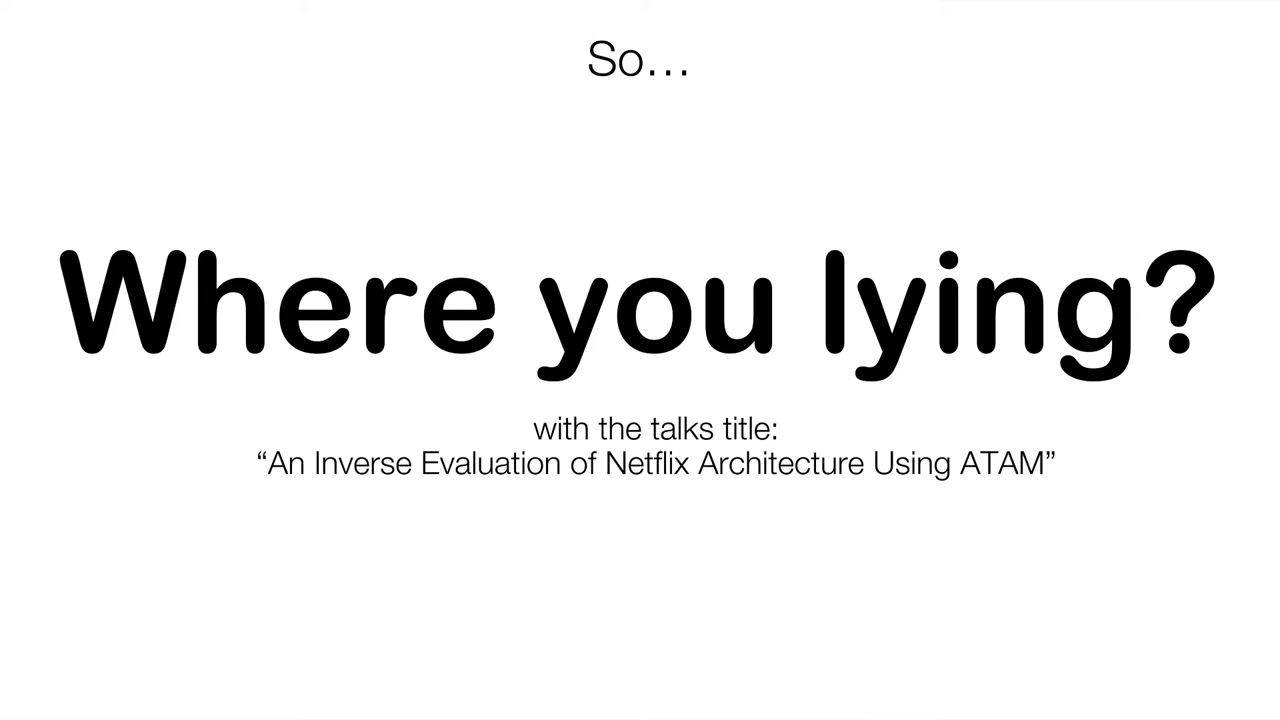 So...
Where you lying?
with the talks title:
“An Inverse Evaluation of Netflix Architecture Using ATAM”